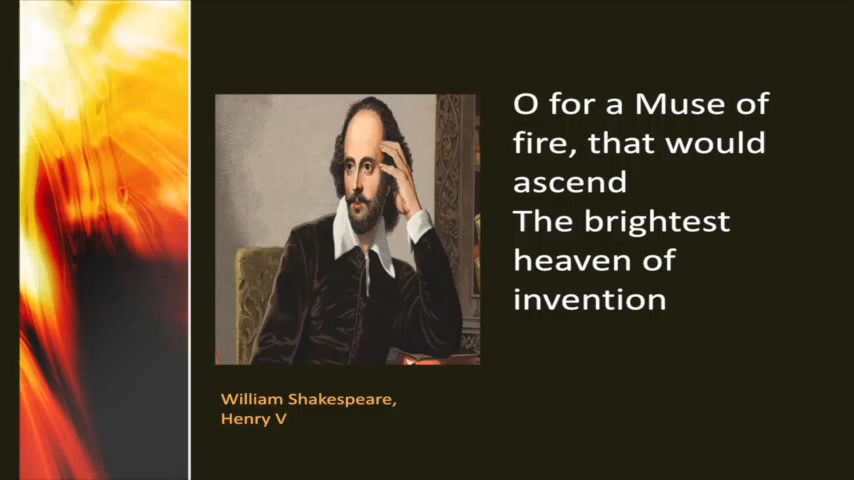 O for a Muse of
fire, that would
ascend
The brightest
heaven of
invention
William Shakespeare,
Henry V